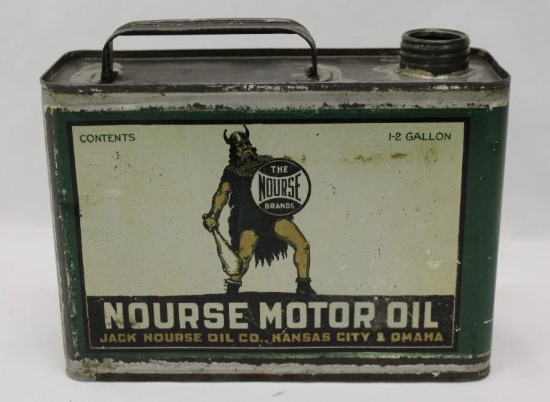 CONTENTS
1-2 GALLON
THE
NOURSE
BRANDS
NOURSE MOTOR OIL
JACK NOURSE OIL CO., KANSAS CITY & OMAHA